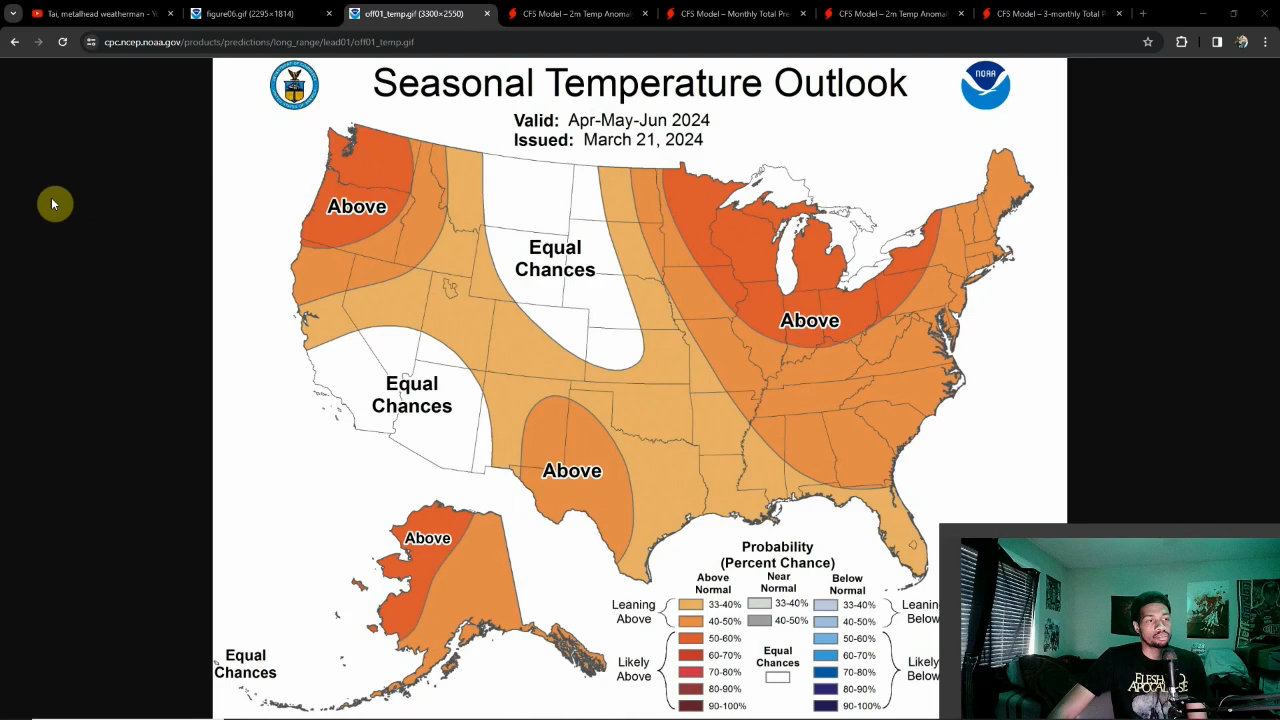 Tai, metalhead weatherman - Y
figure06.gif (2295×1814)
off01_temp.gif (3300×2550)
CFS Model – 2m Temp Anomal
CFS Model – Monthly Total Pre
CFS Model – 2m Temp Anomal
CFS Model – 3-monthly Total P
cpc.ncep.noaa.gov/products/predictions/long_range/lead01/off01_temp.gif
Seasonal Temperature Outlook
NOAA
Valid: Apr-May-Jun 2024
Issued: March 21, 2024
Above
Equal
Chances
Above
Equal
Chances
Above
Above
Equal
Chances
Probability
(Percent Chance)
Above
Normal
Near
Normal
Below
Normal
Leaning
Above
33-40%
33-40%
33-40%
Leanin
Below
40-50%
40-50%
40-50%
Likely
Above
50-60%
60-70%
70-80%
80-90%
90-100%
Equal
Chances
50-60%
60-70%
70-80%
80-90%
90-100%
Likely
Below
FLESH
APOCALYPSE